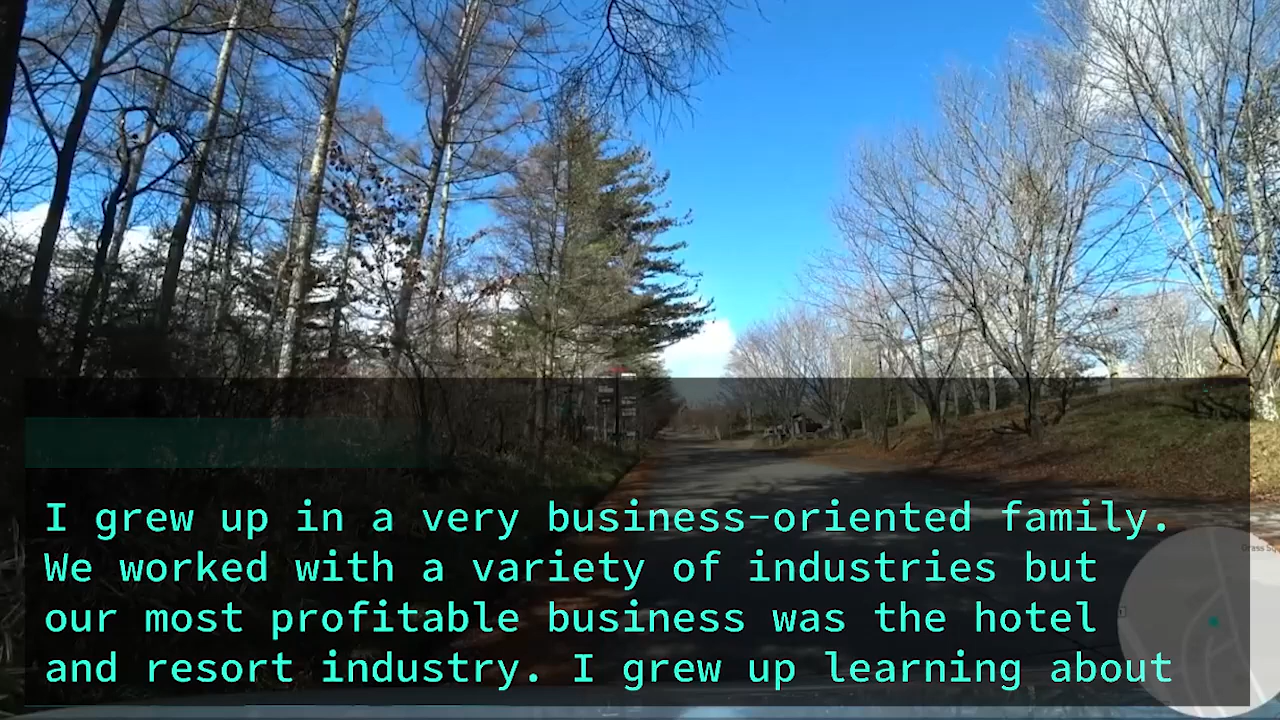 I grew up in a very business-oriented family.
We worked with a variety of industries but
our most profitable business was the hotel
and resort industry. I grew up learning about